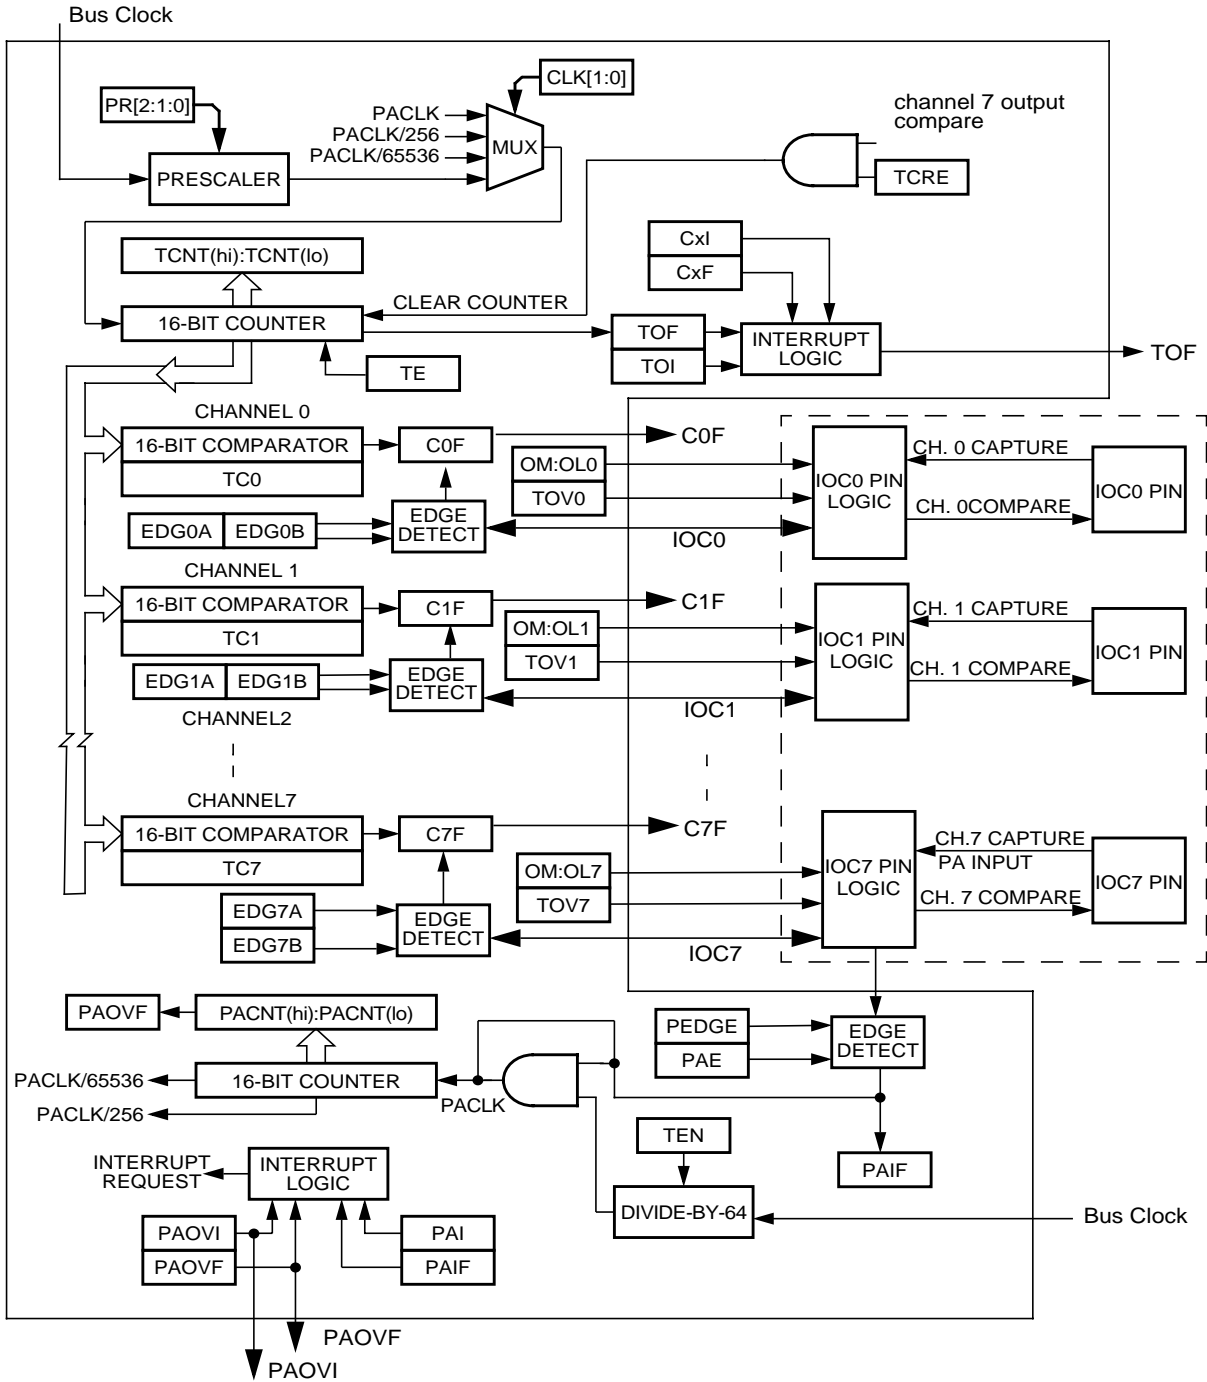 Bus Clock
CLK[1:0]
PR[2:1:0]
channel 7 output
compare
PACLK
PACLK/256
PACLK/65536
MUX
PRESCALER
TCRE
CxI
CxF
TCNT(hi):TCNT(lo)
CLEAR COUNTER
16-BIT COUNTER
TOF
TOI
INTERRUPT
LOGIC
TOF
TE
CHANNEL 0
16-BIT COMPARATOR
TC0
C0F
C0F
OM:OL0
TOV0
IOC0 PIN
LOGIC
CH. 0 CAPTURE
CH. 0COMPARE
IOC0 PIN
EDG0A
EDG0B
EDGE
DETECT
IOC0
CHANNEL 1
16-BIT COMPARATOR
TC1
C1F
C1F
OM:OL1
TOV1
IOC1 PIN
LOGIC
CH. 1 CAPTURE
CH. 1 COMPARE
IOC1 PIN
EDG1A
EDG1B
EDGE
DETECT
IOC1
CHANNEL2
CHANNEL7
16-BIT COMPARATOR
TC7
C7F
C7F
OM:OL7
TOV7
IOC7 PIN
LOGIC
CH.7 CAPTURE
PA INPUT
CH. 7 COMPARE
IOC7 PIN
EDG7A
EDG7B
EDGE
DETECT
IOC7
PAOVF
PACNT(hi):PACNT(lo)
PEDGE
PAE
EDGE
DETECT
PACLK/65536
16-BIT COUNTER
PACLK
PACLK/256
TEN
PAIF
INTERRUPT
REQUEST
INTERRUPT
LOGIC
DIVIDE-BY-64
Bus Clock
PAOVI
PAOVF
PAI
PAIF
PAOVF
PAOVI